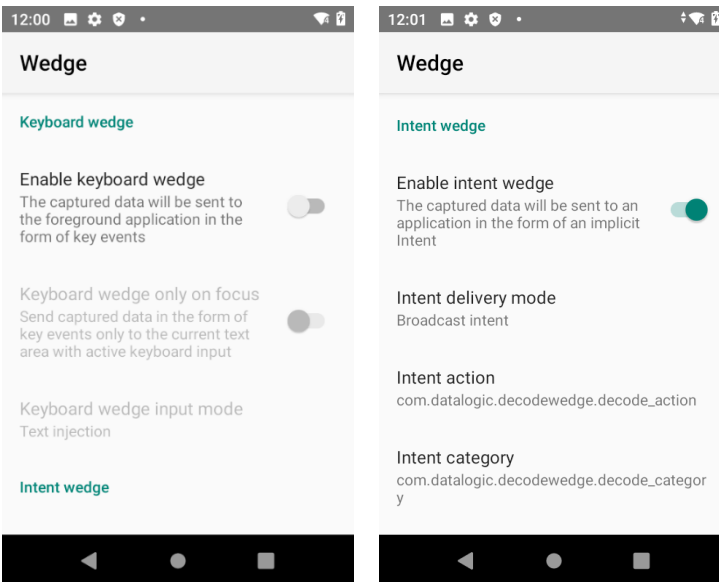 12:00
Wedge
Keyboard wedge
Enable keyboard wedge
The captured data will be sent to
the foreground application in the
form of key events
Keyboard wedge only on focus
Send captured data in the form of
key events only to the current text
area with active keyboard input
Keyboard wedge input mode
Text injection
Intent wedge
12:01
Wedge
Intent wedge
Enable intent wedge
The captured data will be sent to an
application in the form of an implicit
Intent
Intent delivery mode
Broadcast intent
Intent action
com.datalogic.decodewedge.decode_action
Intent category
com.datalogic.decodewedge.decode_categor
y